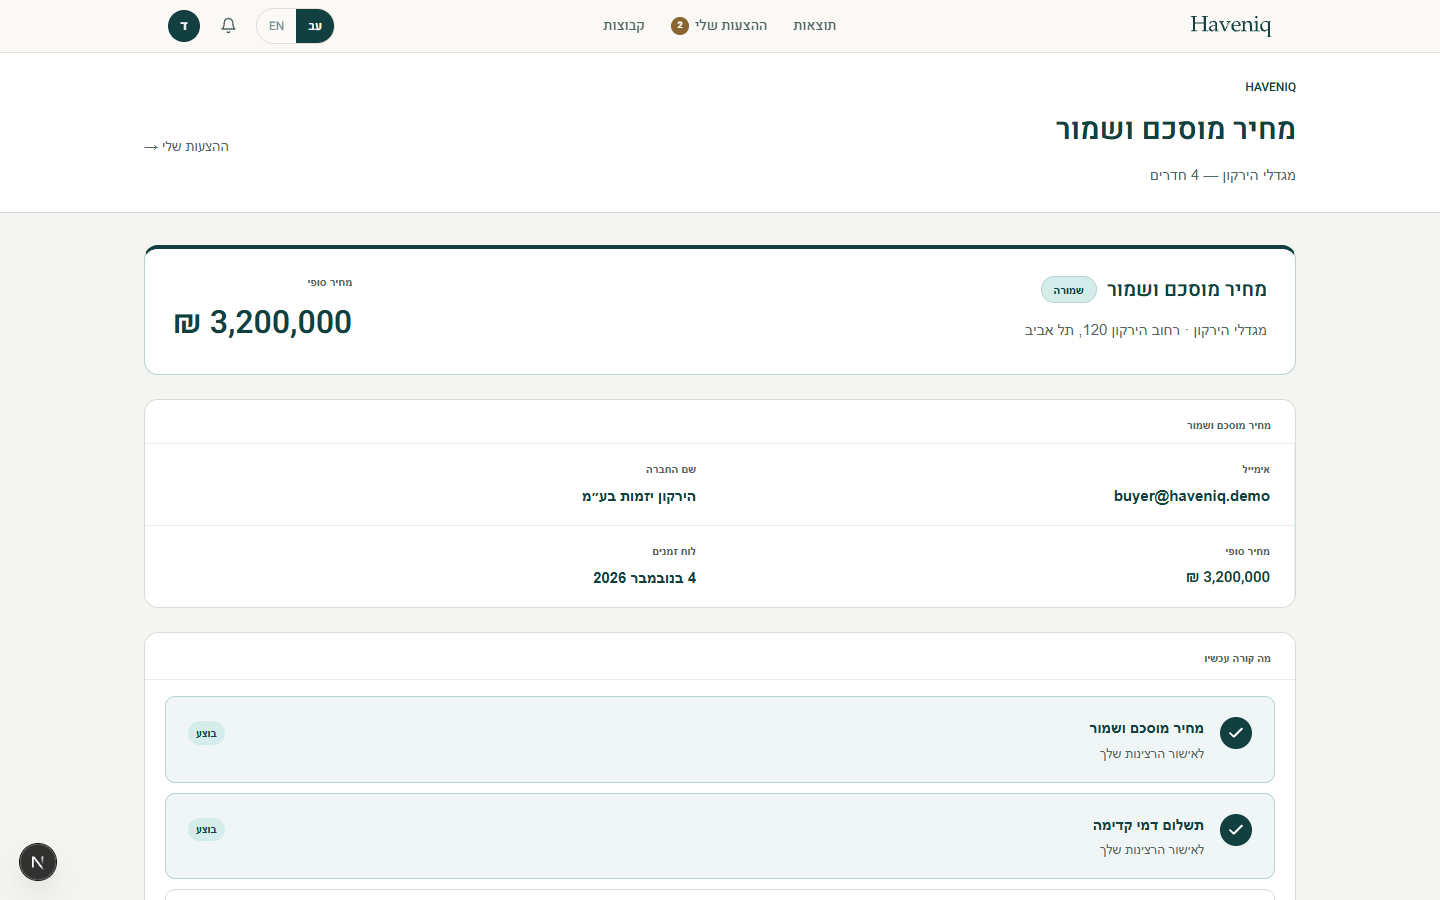 Haveniq
תוצאות
ההצעות שלי 2
קבוצות
עב EN
ד
HAVENIQ
מחיר מוסכם ושמור
מגדלי הירקון — 4 חדרים
ההצעות שלי →
מחיר מוסכם ושמור שמורה
מגדלי הירקון · רחוב הירקון 120, תל אביב
מחיר סופי
3,200,000 ₪
מחיר מוסכם ושמור
אימייל
buyer@haveniq.demo
שם החברה
הירקון יזמות בע״מ
מחיר סופי
3,200,000 ₪
לוח זמנים
4 בנובמבר 2026
מה קורה עכשיו
מחיר מוסכם ושמור
לאישור הרצינות שלך
בוצע
תשלום דמי קדימה
לאישור הרצינות שלך
בוצע
N